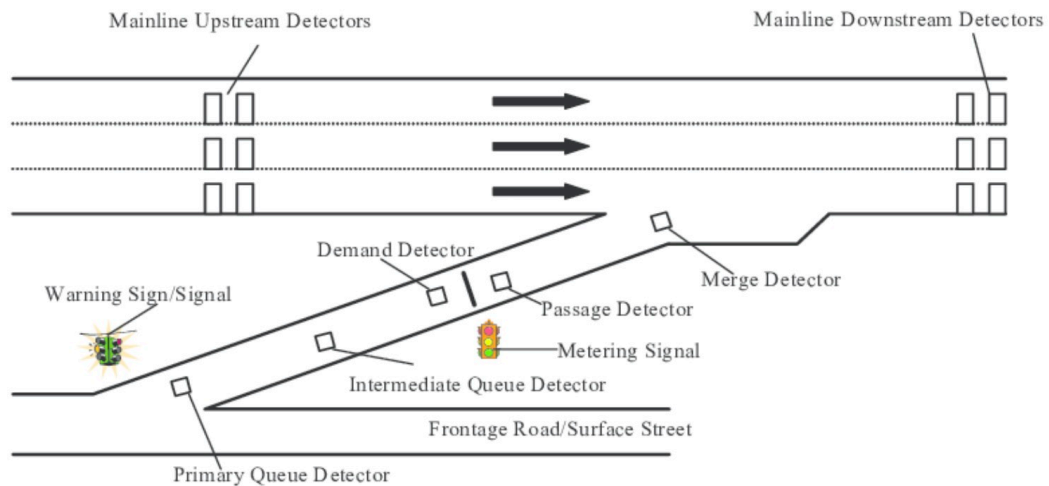 Mainline Upstream Detectors
Mainline Downstream Detectors
Demand Detector
Merge Detector
Warning Sign/Signal
Passage Detector
Metering Signal
Intermediate Queue Detector
Frontage Road/Surface Street
Primary Queue Detector